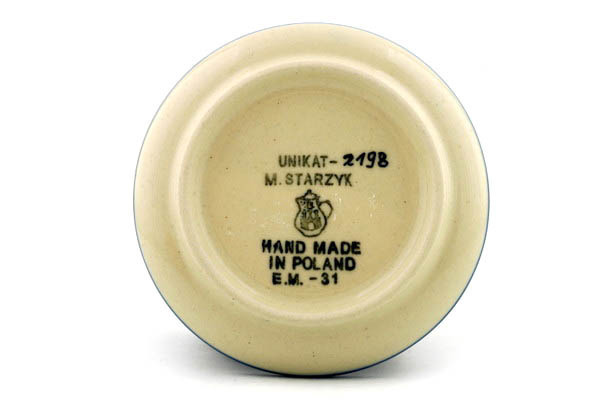 UNIKAT-2198
M. STARZYK
HAND MADE
IN POLAND
E.M. -31